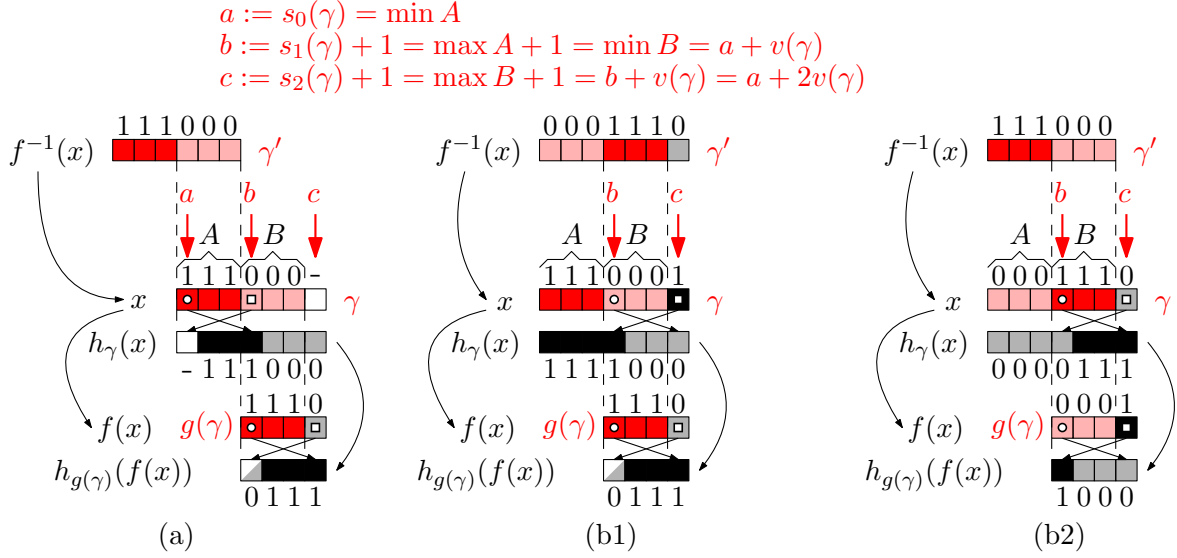 a := s_0(γ) = min A
b := s_1(γ) + 1 = max A + 1 = min B = a + v(γ)
c := s_2(γ) + 1 = max B + 1 = b + v(γ) = a + 2v(γ)
1 1 1 0 0 0
f^{-1}(x) γ'
a b c
A B
1 1 1 0 0 0 -
x γ
h_γ(x)
- 1 1 1 0 0 0
1 1 1 0
f(x) g(γ)
h_{g(γ)}(f(x))
0 1 1 1
(a)
0 0 0 1 1 1 0
f^{-1}(x) γ'
b c
A B
1 1 1 0 0 0 1
x γ
h_γ(x)
1 1 1 1 0 0 0
1 1 1 0
f(x) g(γ)
h_{g(γ)}(f(x))
0 1 1 1
(b1)
1 1 1 0 0 0
f^{-1}(x) γ'
b c
A B
0 0 0 1 1 1 0
x γ
h_γ(x)
0 0 0 0 1 1 1
0 0 0 1
f(x) g(γ)
h_{g(γ)}(f(x))
1 0 0 0
(b2)